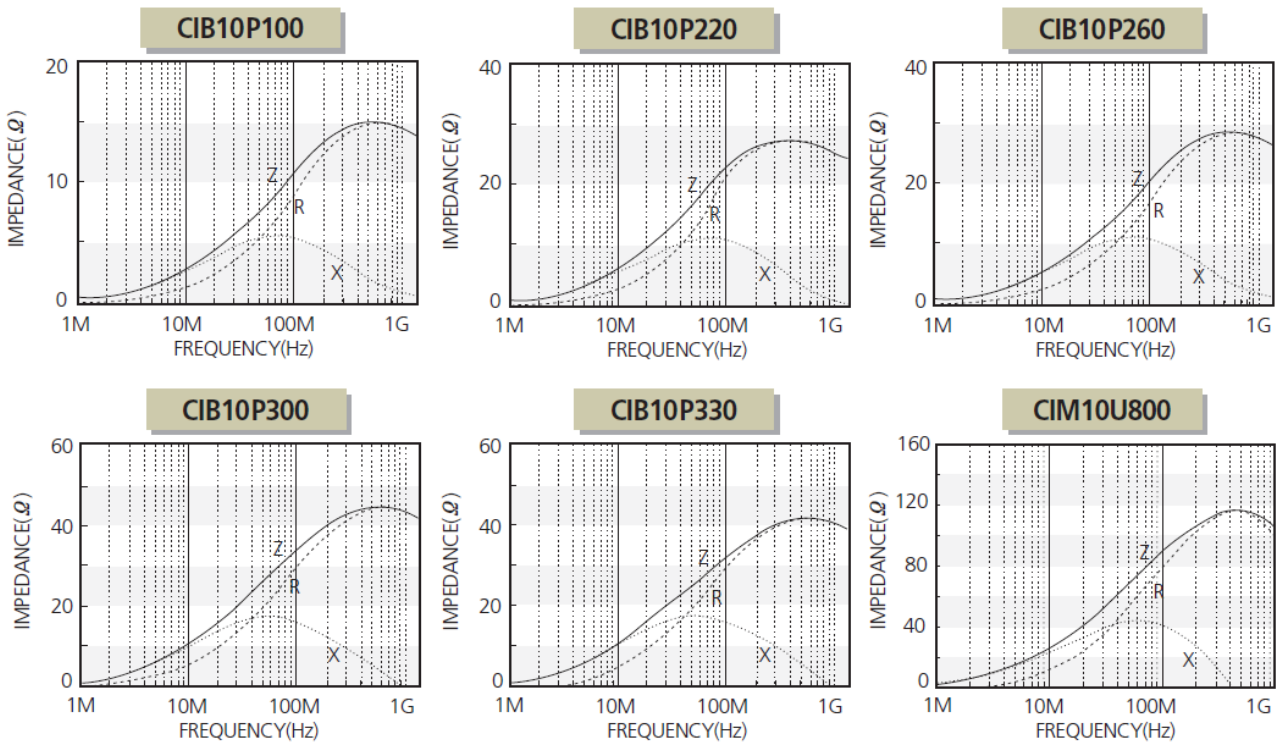 CIB10P100
20
10
0
IMPEDANCE(Ω)
Z
R
X
1M 10M 100M 1G
FREQUENCY(Hz)
CIB10P220
40
20
0
IMPEDANCE(Ω)
Z
R
X
1M 10M 100M 1G
FREQUENCY(Hz)
CIB10P260
40
20
0
IMPEDANCE(Ω)
Z
R
X
1M 10M 100M 1G
FREQUENCY(Hz)
CIB10P300
60
40
20
0
IMPEDANCE(Ω)
Z
R
X
1M 10M 100M 1G
FREQUENCY(Hz)
CIB10P330
60
40
20
0
IMPEDANCE(Ω)
Z
R
X
1M 10M 100M 1G
FREQUENCY(Hz)
CIM10U800
160
120
80
40
0
IMPEDANCE(Ω)
Z
R
X
1M 10M 100M 1G
FREQUENCY(Hz)